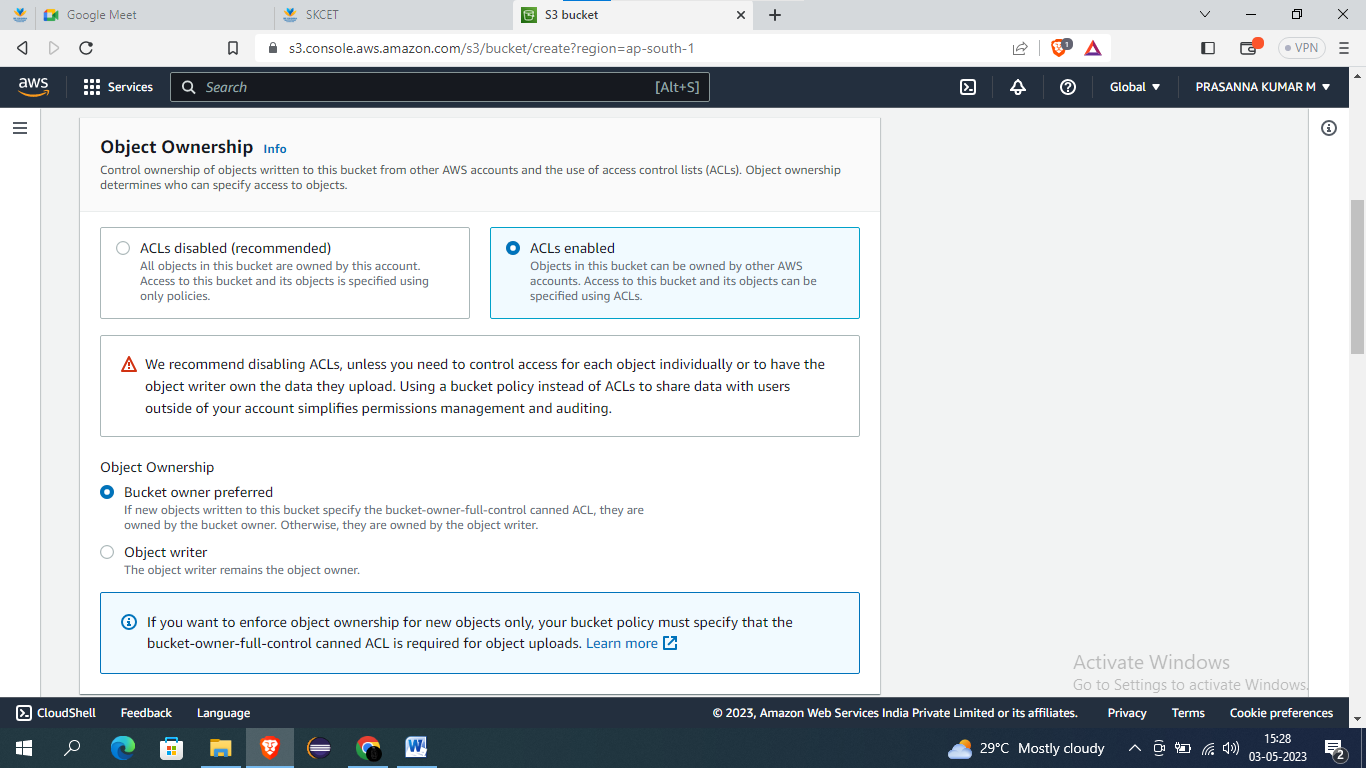 Google Meet
SKCET
S3 bucket
s3.console.aws.amazon.com/s3/bucket/create?region=ap-south-1
1
VPN
aws
Services
Search
[Alt+S]
Global
PRASANNA KUMAR M
Object Ownership Info
Control ownership of objects written to this bucket from other AWS accounts and the use of access control lists (ACLs). Object ownership
determines who can specify access to objects.
ACLs disabled (recommended)
All objects in this bucket are owned by this account.
Access to this bucket and its objects is specified using
only policies.
ACLs enabled
Objects in this bucket can be owned by other AWS
accounts. Access to this bucket and its objects can be
specified using ACLs.
We recommend disabling ACLs, unless you need to control access for each object individually or to have the
object writer own the data they upload. Using a bucket policy instead of ACLs to share data with users
outside of your account simplifies permissions management and auditing.
Object Ownership
Bucket owner preferred
If new objects written to this bucket specify the bucket-owner-full-control canned ACL, they are
owned by the bucket owner. Otherwise, they are owned by the object writer.
Object writer
The object writer remains the object owner.
If you want to enforce object ownership for new objects only, your bucket policy must specify that the
bucket-owner-full-control canned ACL is required for object uploads. Learn more
Activate Windows
Go to Settings to activate Windows.
CloudShell
Feedback
Language
© 2023, Amazon Web Services India Private Limited or its affiliates.
Privacy
Terms
Cookie preferences
29°C Mostly cloudy
15:28
03-05-2023
2